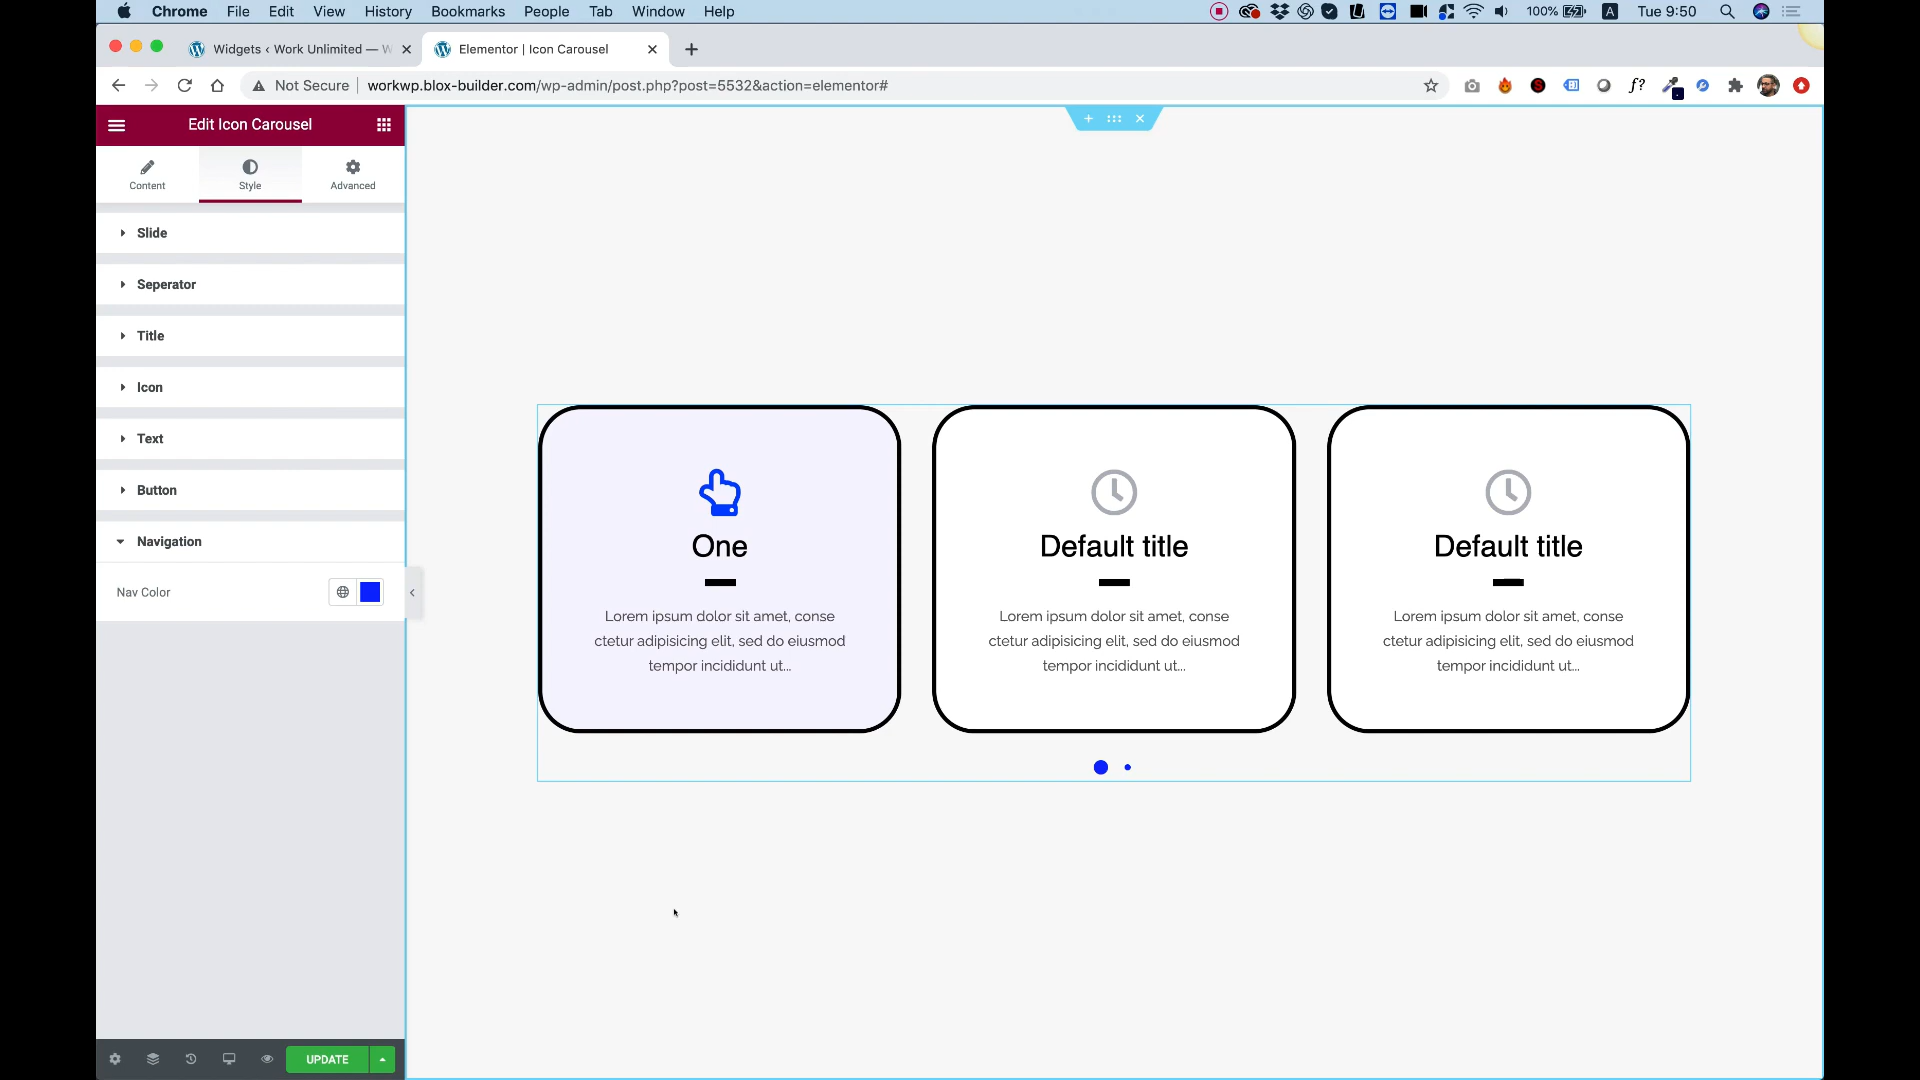 Chrome File Edit View History Bookmarks People Tab Window Help 100% A Tue 9:50
Widgets ‹ Work Unlimited — W Elementor | Icon Carousel
Not Secure workwp.blox-builder.com/wp-admin/post.php?post=5532&action=elementor# f?
Edit Icon Carousel
Content Style Advanced
Slide
Seperator
Title
Icon
Text
Button
Navigation
Nav Color
UPDATE
One
Lorem ipsum dolor sit amet, conse
ctetur adipisicing elit, sed do eiusmod
tempor incididunt ut...
Default title
Lorem ipsum dolor sit amet, conse
ctetur adipisicing elit, sed do eiusmod
tempor incididunt ut...
Default title
Lorem ipsum dolor sit amet, conse
ctetur adipisicing elit, sed do eiusmod
tempor incididunt ut...